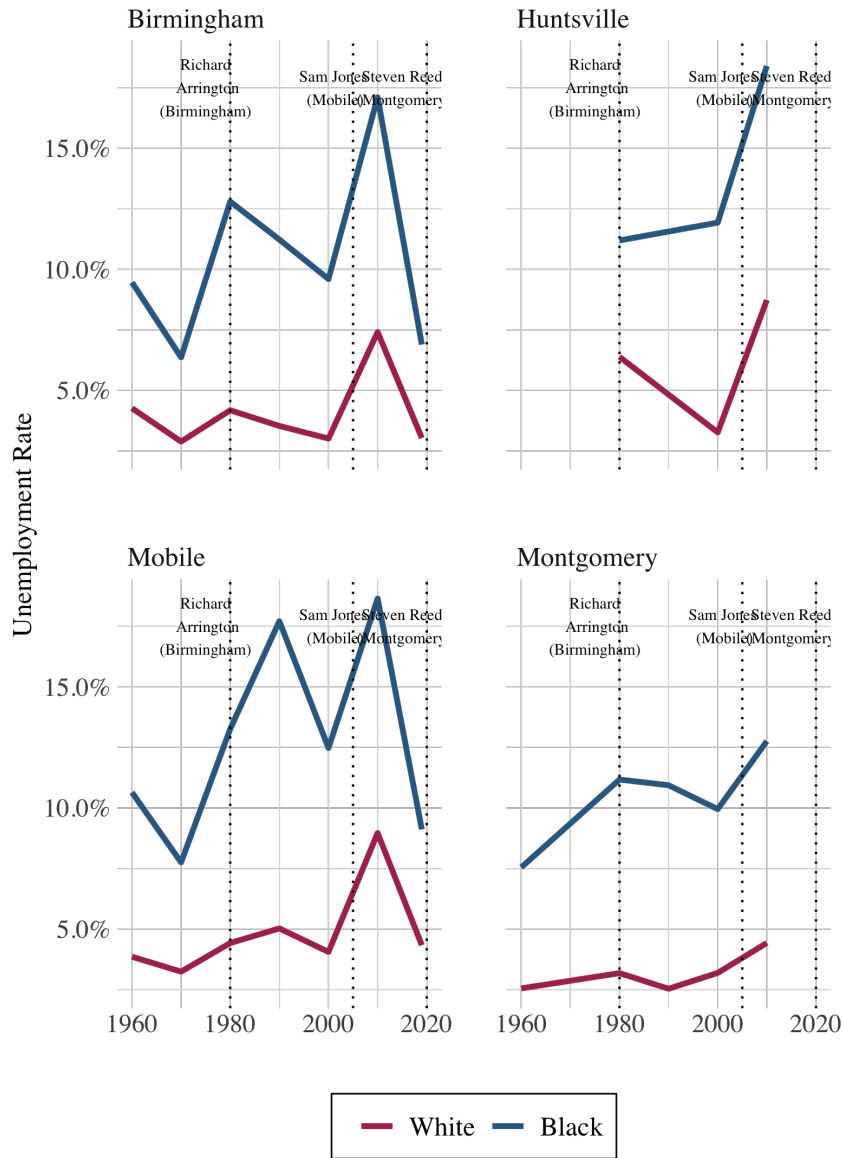 Birmingham
Huntsville
Richard
Arrington
(Birmingham)
Sam Jones
(Mobile)
Steven Reed
(Montgomery
Richard
Arrington
(Birmingham)
Sam Jones
(Mobile)
Steven Reed
(Montgomery
15.0%
10.0%
5.0%
Unemployment Rate
Mobile
Montgomery
Richard
Arrington
(Birmingham)
Sam Jones
(Mobile)
Steven Reed
(Montgomery
Richard
Arrington
(Birmingham)
Sam Jones
(Mobile)
Steven Reed
(Montgomery
15.0%
10.0%
5.0%
1960 1980 2000 2020
1960 1980 2000 2020
White Black